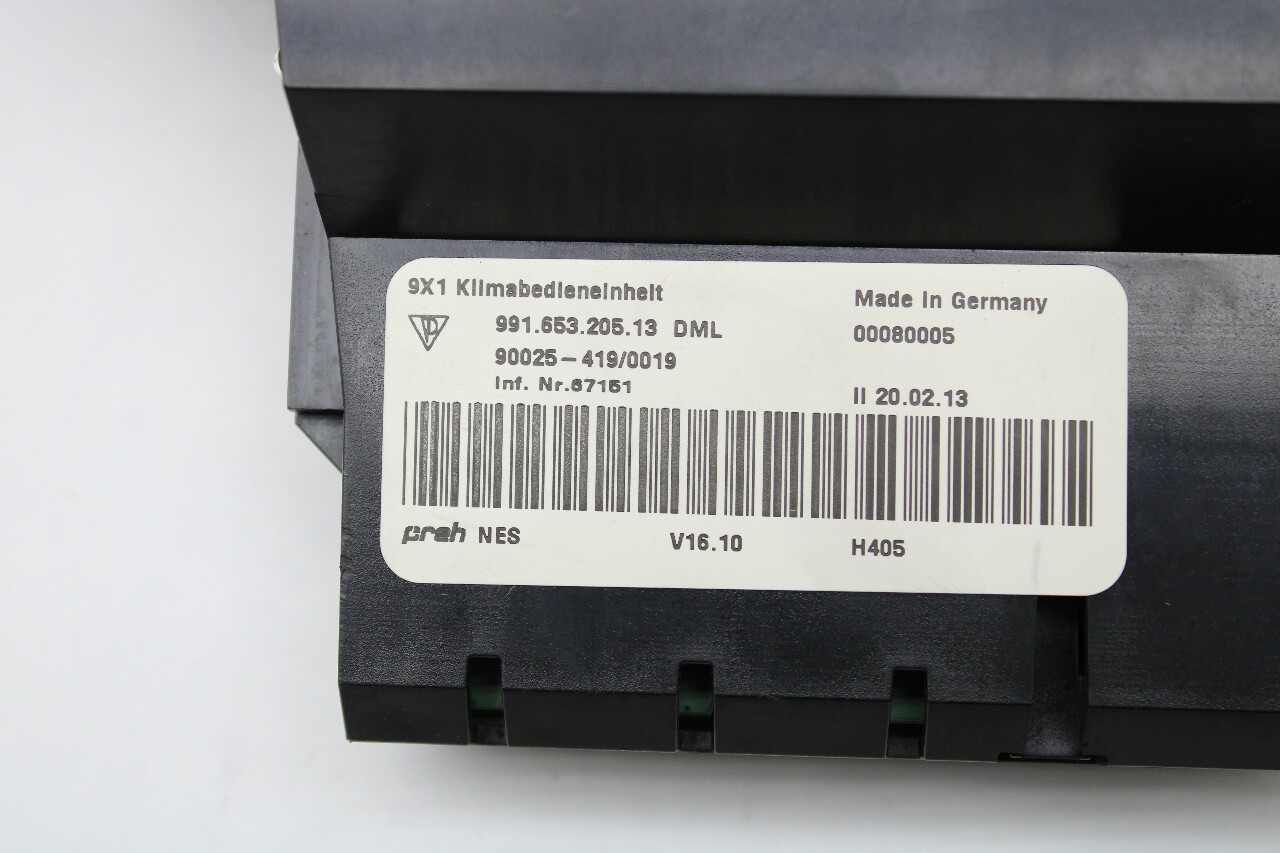 9X1 Klimabedieneinheit
Made in Germany
991.653.205.13 DML
00080005
90025-419/0019
Inf. Nr.67151
II 20.02.13
preh NES
V16.10
H405